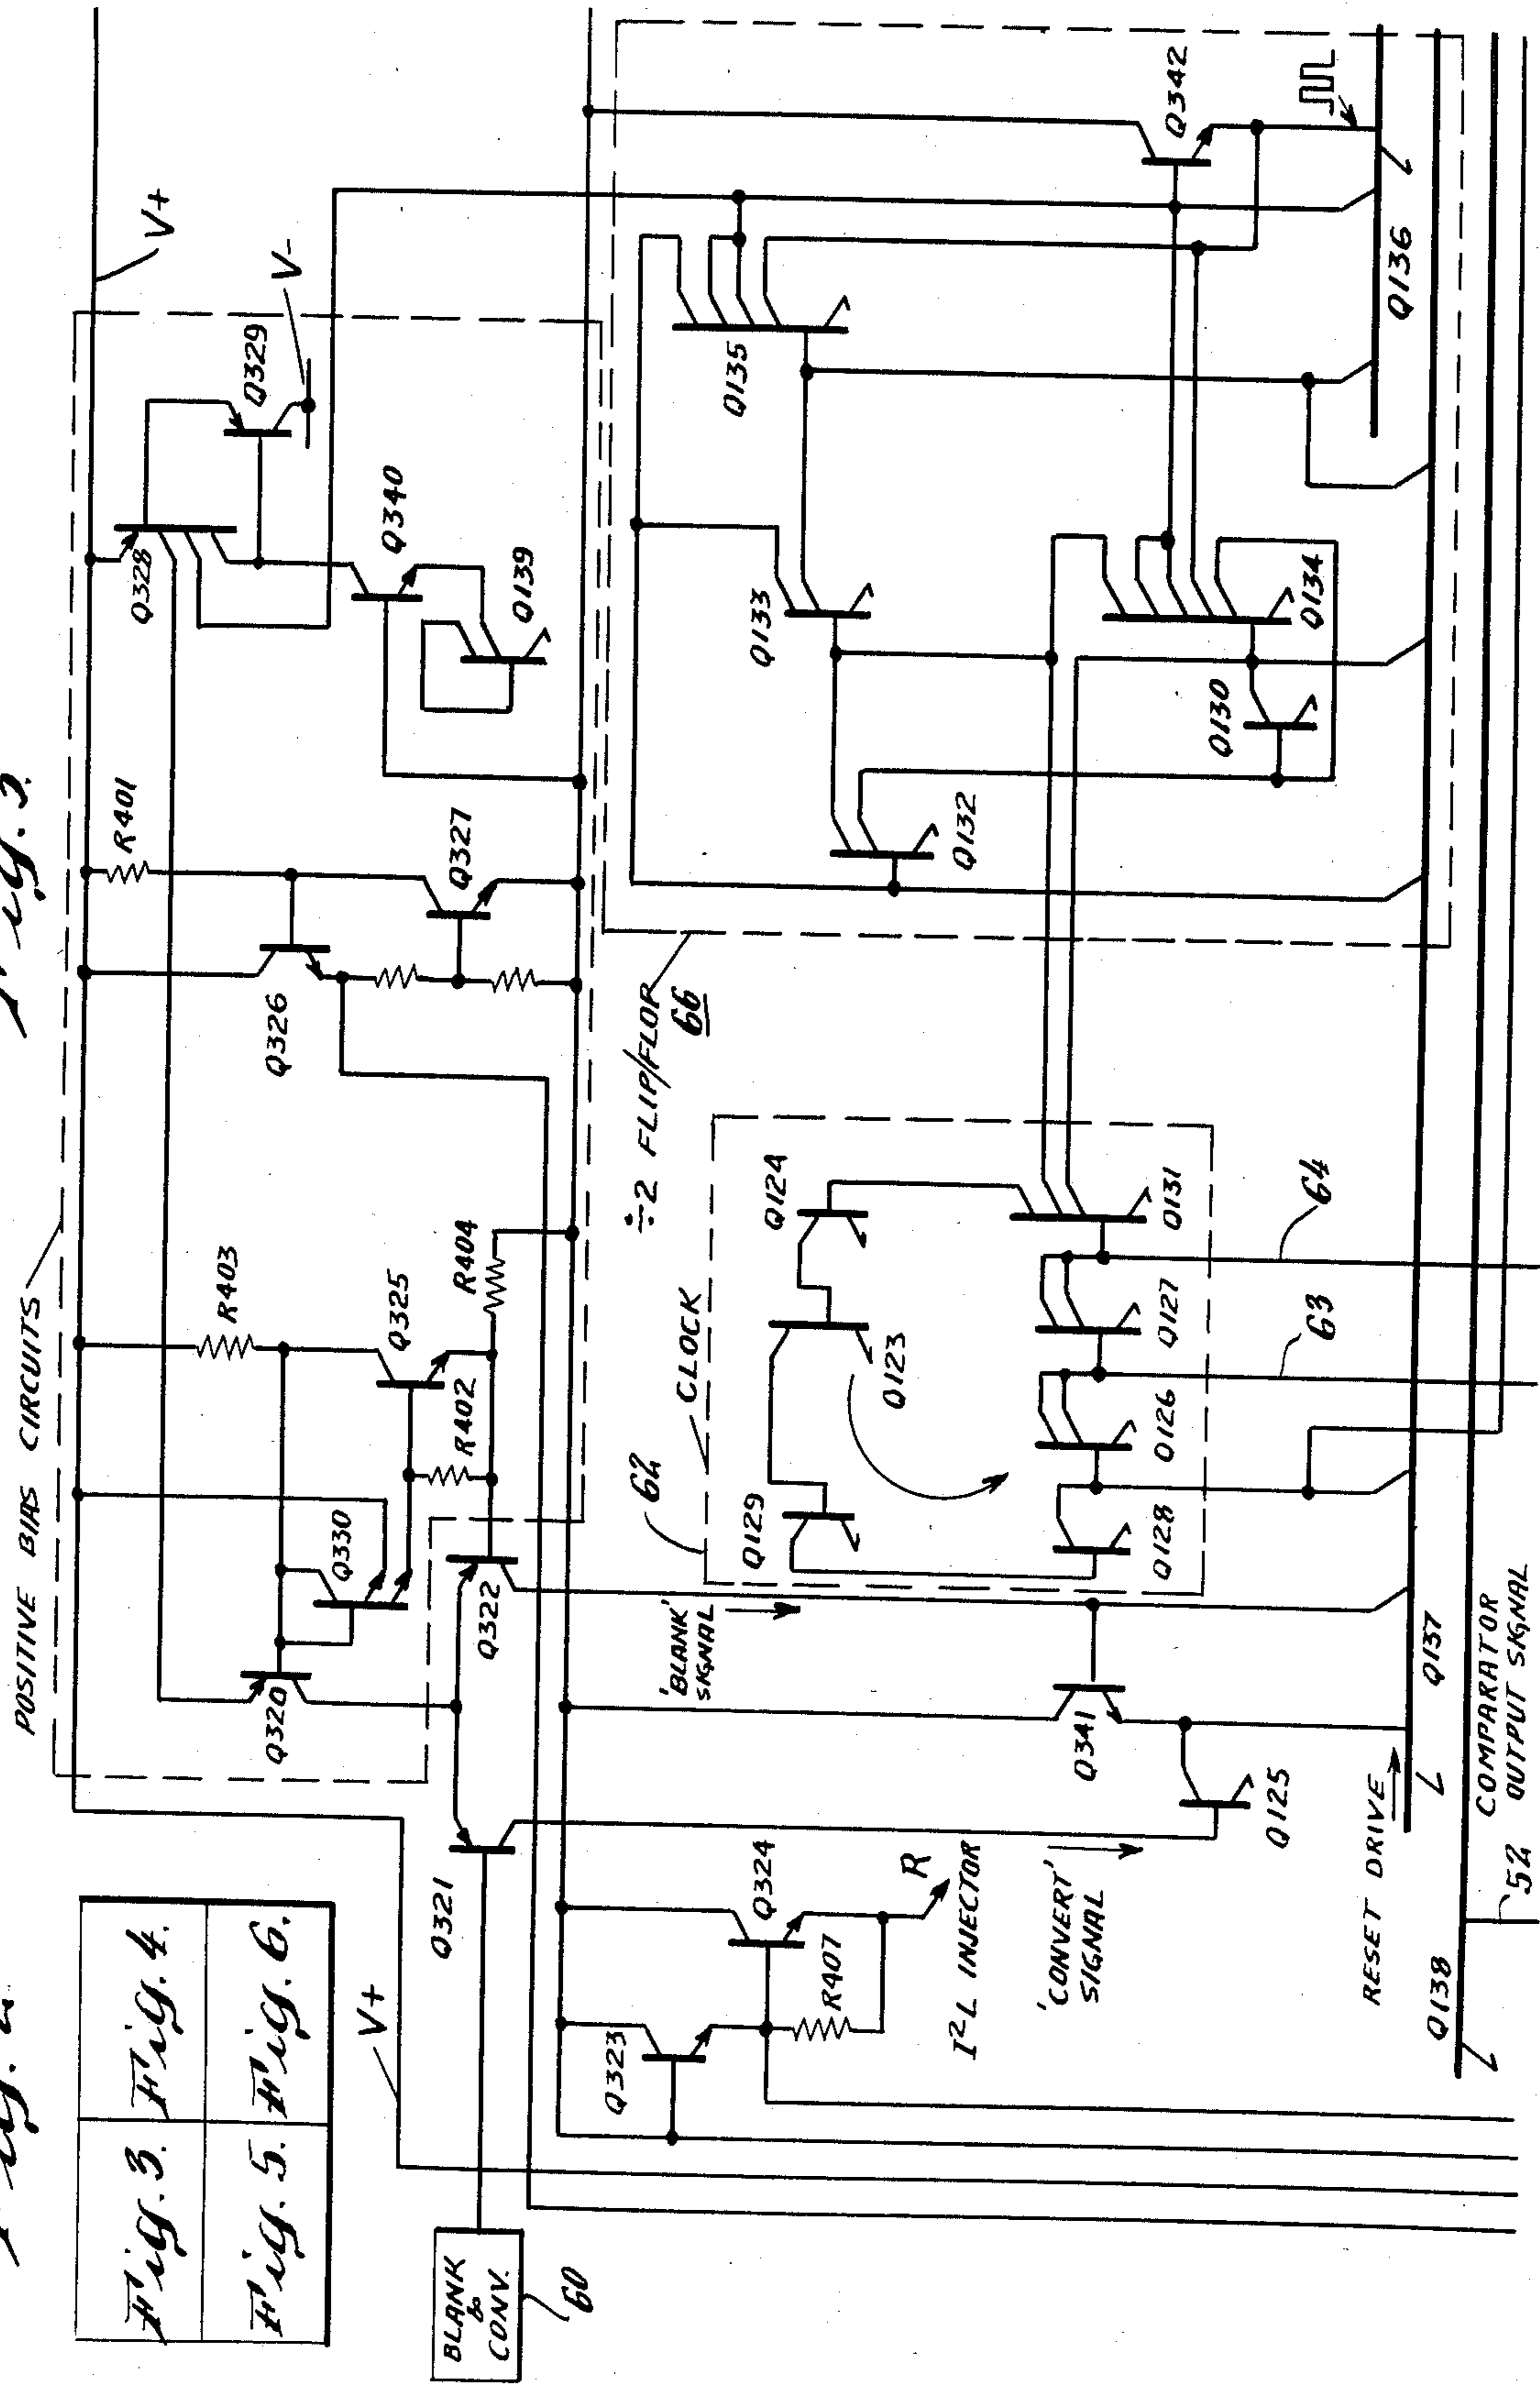 Fig. 3.
Fig. 3. Fig. 4.
Fig. 5. Fig. 6.
POSITIVE BIAS CIRCUITS
V+
V+
V-
R403
R401
Q330
Q320
Q325
R402
R404
Q326
Q327
Q328
Q329
Q340
Q139
Q321
Q322
BLANK
&
CONV.
60
Q323
Q324
R407
R
I²L INJECTOR
'BLANK'
SIGNAL
'CONVERT'
SIGNAL
62
CLOCK
Q129
Q123
Q124
Q128
Q126
Q127
Q131
63
64
÷2 FLIP/FLOP
66
Q132
Q133
Q130
Q134
Q135
Q342
Q136
Q341
Q125
RESET DRIVE
Q137
Q138
52
COMPARATOR
OUTPUT SIGNAL